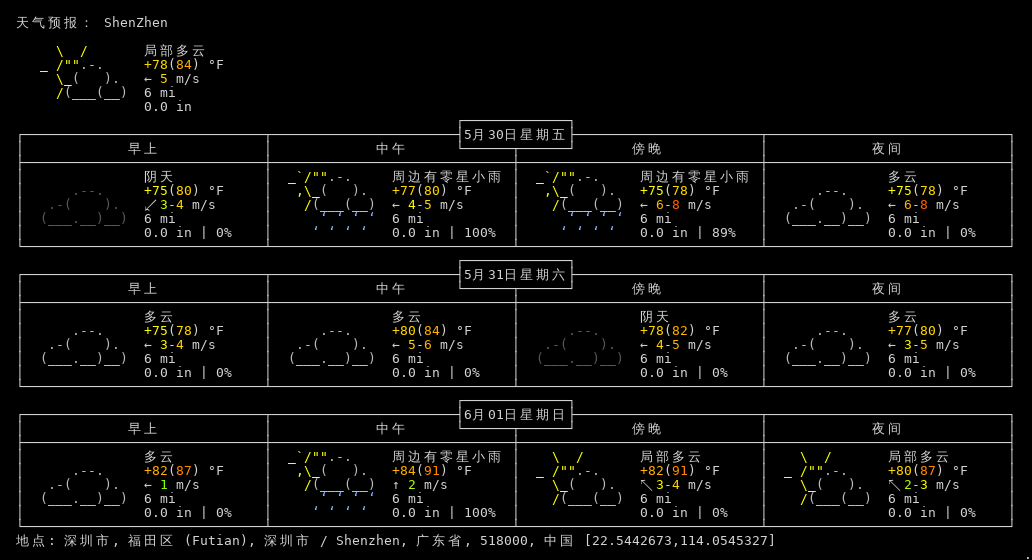 天气预报： ShenZhen
局部多云
+78(84) °F
← 5 m/s
6 mi
0.0 in
5月30日星期五
早上 中午 傍晚 夜间
阴天 周边有零星小雨 周边有零星小雨 多云
+75(80) °F +77(80) °F +75(78) °F +75(78) °F
↙ 3-4 m/s ← 4-5 m/s ← 6-8 m/s ← 6-8 m/s
6 mi 6 mi 6 mi 6 mi
0.0 in | 0% 0.0 in | 100% 0.0 in | 89% 0.0 in | 0%
5月31日星期六
早上 中午 傍晚 夜间
多云 多云 阴天 多云
+75(78) °F +80(84) °F +78(82) °F +77(80) °F
← 3-4 m/s ← 5-6 m/s ← 4-5 m/s ← 3-5 m/s
6 mi 6 mi 6 mi 6 mi
0.0 in | 0% 0.0 in | 0% 0.0 in | 0% 0.0 in | 0%
6月01日星期日
早上 中午 傍晚 夜间
多云 周边有零星小雨 局部多云 局部多云
+82(87) °F +84(91) °F +82(91) °F +80(87) °F
← 1 m/s ↑ 2 m/s ↖ 3-4 m/s ↖ 2-3 m/s
6 mi 6 mi 6 mi 6 mi
0.0 in | 0% 0.0 in | 100% 0.0 in | 0% 0.0 in | 0%
地点: 深圳市, 福田区 (Futian), 深圳市 / Shenzhen, 广东省, 518000, 中国 [22.5442673,114.0545327]